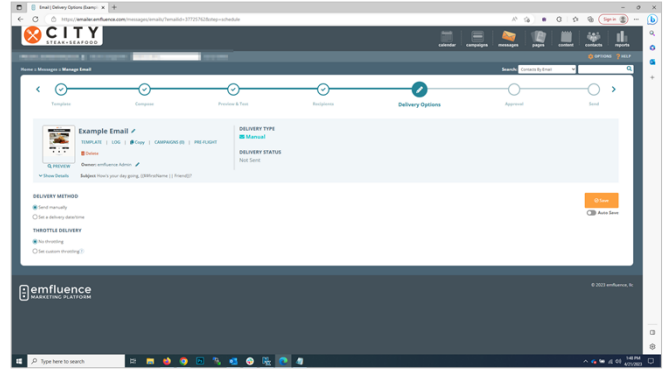 Email | Delivery Options (Examp
https://emailer.emfluence.com/messages/emails/?emailid=37735762&step=schedule
Sign in
CITY
STEAK+SEAFOOD
calendar campaigns messages pages content contacts reports
OPTIONS ? HELP
Home > Messages > Manage Email
Search: Contacts By Email
Template Compose Preview & Test Recipients Delivery Options Approval Send
Example Email
TEMPLATE | LOG | Copy | CAMPAIGNS (0) | PRE-FLIGHT
Delete
PREVIEW
Owner: emfluence Admin
Show Details
Subject: How's your day going, {{MfirstName || Friend}}?
DELIVERY TYPE
Manual
DELIVERY STATUS
Not Sent
DELIVERY METHOD
Send manually
Set a delivery date/time
THROTTLE DELIVERY
No throttling
Set custom throttling
Save
Auto Save
emfluence
MARKETING PLATFORM
© 2023 emfluence, llc
Type here to search
1:48 PM
4/21/2023